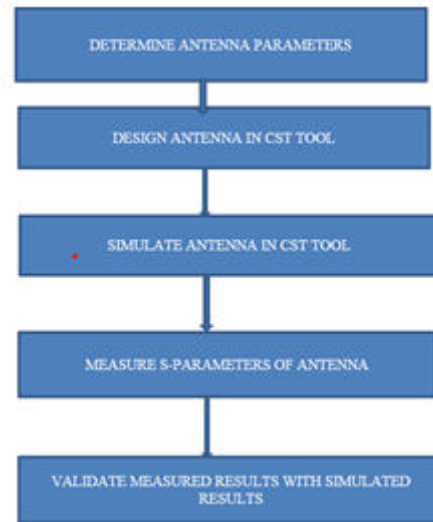 DETERMINE ANTENNA PARAMETERS
DESIGN ANTENNA IN CST TOOL
SIMULATE ANTENNA IN CST TOOL
MEASURE S-PARAMETERS OF ANTENNA
VALIDATE MEASURED RESULTS WITH SIMULATED
RESULTS